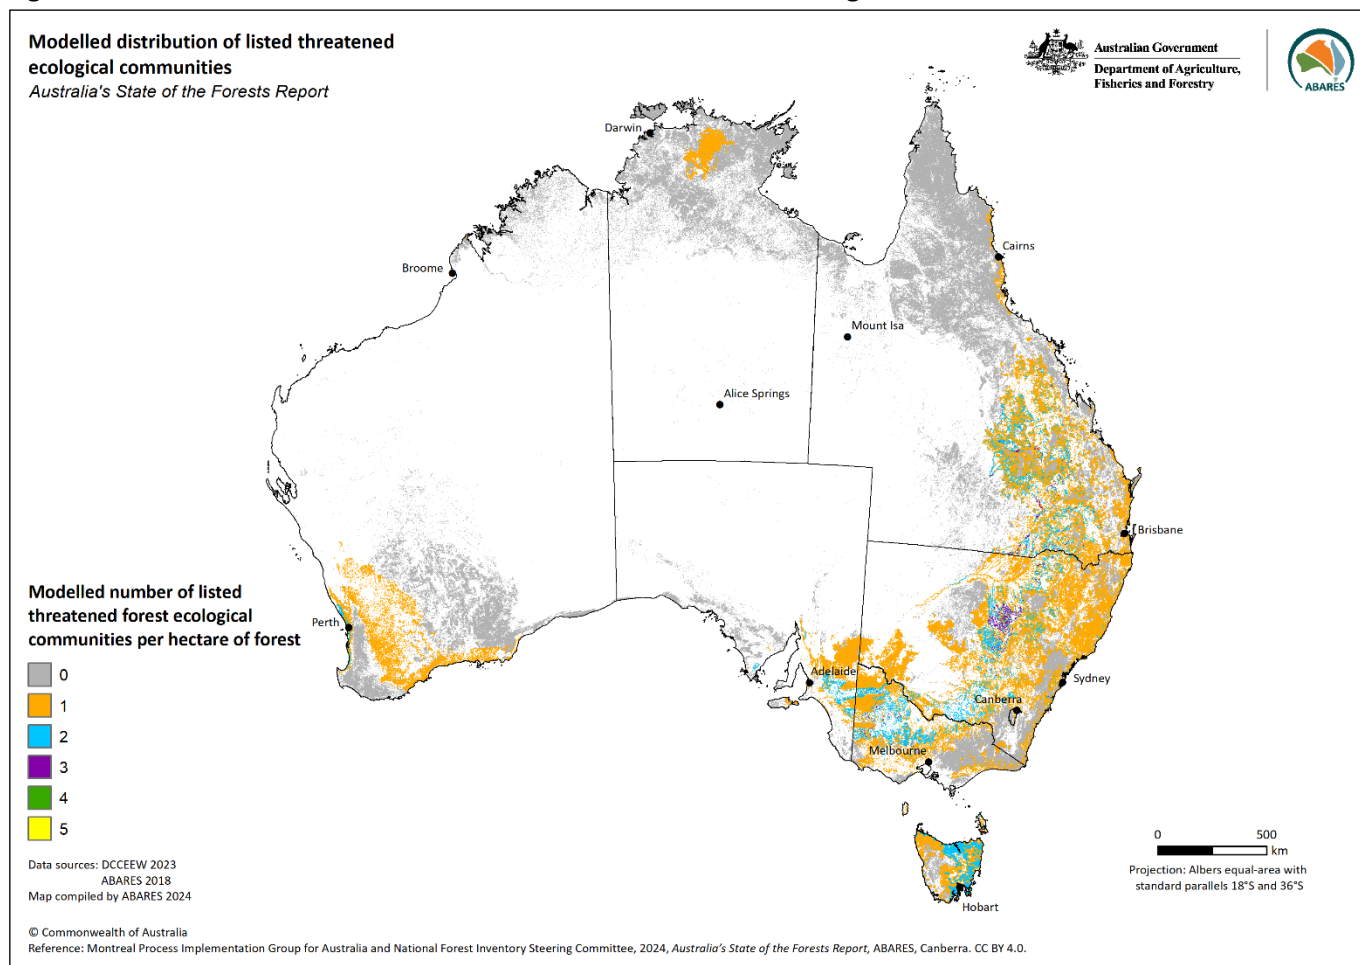 Modelled distribution of listed threatened
ecological communities
Australia's State of the Forests Report
Australian Government
Department of Agriculture,
Fisheries and Forestry
ABARES
Darwin
Cairns
Broome
Mount Isa
Alice Springs
Brisbane
Perth
Adelaide
Sydney
Canberra
Melbourne
Hobart
Modelled number of listed
threatened forest ecological
communities per hectare of forest
0
1
2
3
4
5
0 500
km
Projection: Albers equal-area with
standard parallels 18°S and 36°S
Data sources: DCCEEW 2023
ABARES 2018
Map compiled by ABARES 2024
© Commonwealth of Australia
Reference: Montreal Process Implementation Group for Australia and National Forest Inventory Steering Committee, 2024, Australia's State of the Forests Report, ABARES, Canberra. CC BY 4.0.